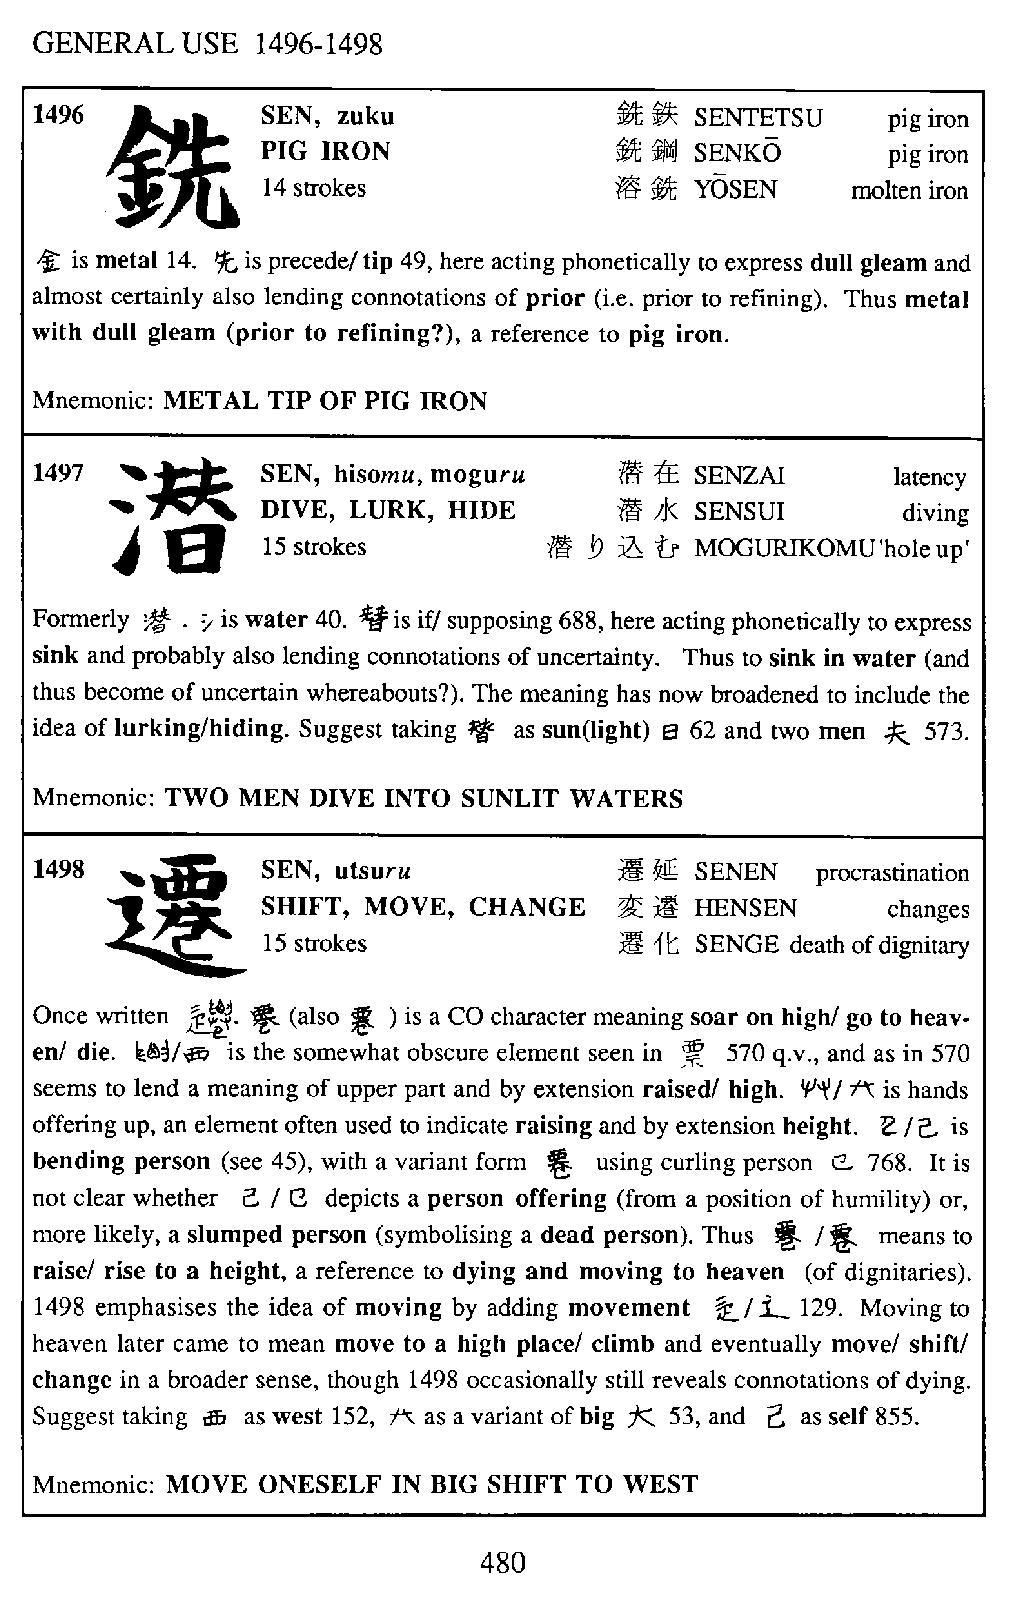 GENERAL USE 1496-1498
1496 銑 SEN, zuku 銑鉄 SENTETSU pig iron
PIG IRON 銑鋼 SENKŌ pig iron
14 strokes 溶銑 YŌSEN molten iron
金 is metal 14. 先 is precede/ tip 49, here acting phonetically to express dull gleam and
almost certainly also lending connotations of prior (i.e. prior to refining). Thus metal
with dull gleam (prior to refining?), a reference to pig iron.
Mnemonic: METAL TIP OF PIG IRON
1497 潜 SEN, hisomu, moguru 潜在 SENZAI latency
DIVE, LURK, HIDE 潜水 SENSUI diving
15 strokes 潜り込む MOGURIKOMU 'hole up'
Formerly 潛. 氵 is water 40. 朁 is if/ supposing 688, here acting phonetically to express
sink and probably also lending connotations of uncertainty. Thus to sink in water (and
thus become of uncertain whereabouts?). The meaning has now broadened to include the
idea of lurking/hiding. Suggest taking 替 as sun(light) 日 62 and two men 夫 573.
Mnemonic: TWO MEN DIVE INTO SUNLIT WATERS
1498 遷 SEN, utsuru 遷延 SENEN procrastination
SHIFT, MOVE, CHANGE 変遷 HENSEN changes
15 strokes 遷化 SENGE death of dignitary
Once written . (also ) is a CO character meaning soar on high/ go to heav-
en/ die. /覀 is the somewhat obscure element seen in 票 570 q.v., and as in 570
seems to lend a meaning of upper part and by extension raised/ high. / is hands
offering up, an element often used to indicate raising and by extension height. /己 is
bending person (see 45), with a variant form using curling person 㔾 768. It is
not clear whether 己 / depicts a person offering (from a position of humility) or,
more likely, a slumped person (symbolising a dead person). Thus / means to
raise/ rise to a height, a reference to dying and moving to heaven (of dignitaries).
1498 emphasises the idea of moving by adding movement 辵/辶 129. Moving to
heaven later came to mean move to a high place/ climb and eventually move/ shift/
change in a broader sense, though 1498 occasionally still reveals connotations of dying.
Suggest taking 覀 as west 152, as a variant of big 大 53, and 己 as self 855.
Mnemonic: MOVE ONESELF IN BIG SHIFT TO WEST
480